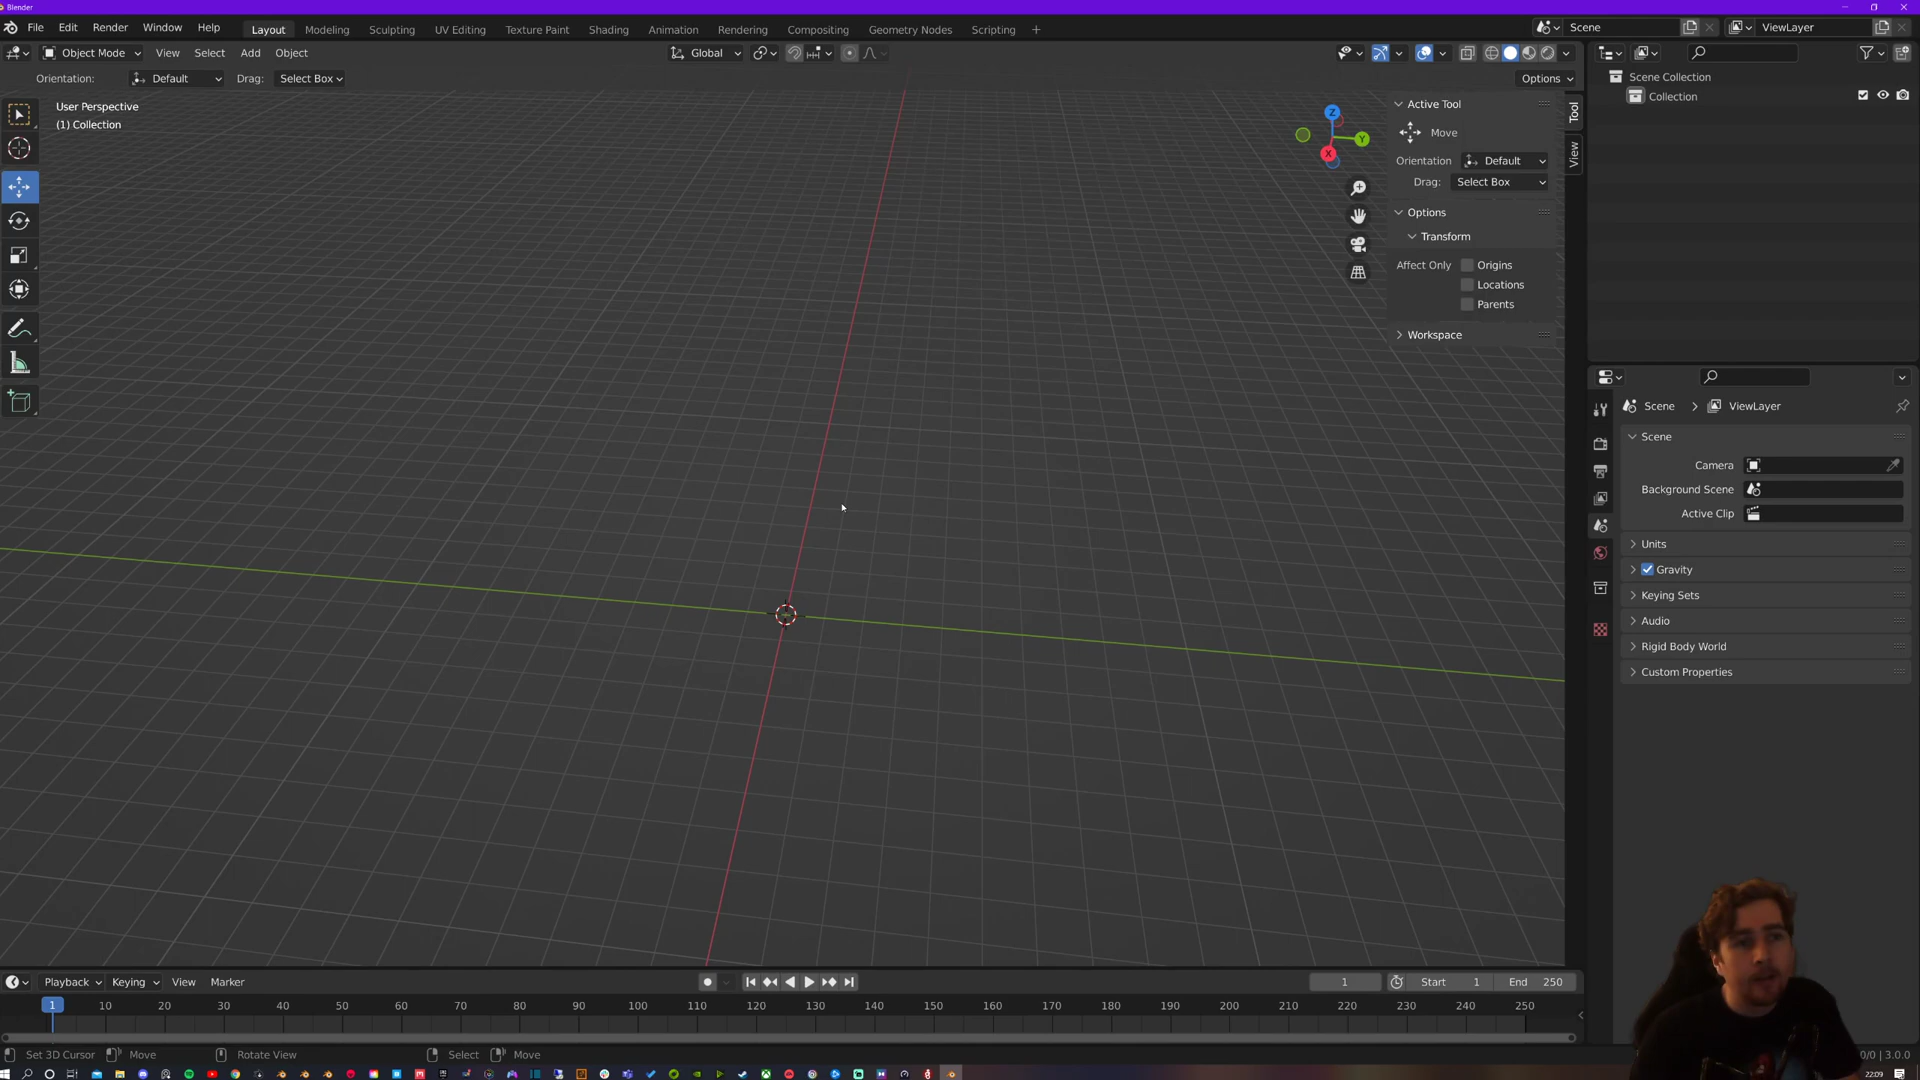 Blender
File Edit Render Window Help Layout Modeling Sculpting UV Editing Texture Paint Shading Animation Rendering Compositing Geometry Nodes Scripting + Scene ViewLayer
Object Mode View Select Add Object Global
Orientation: Default Drag: Select Box Options
User Perspective
(1) Collection
Z
Y
X
Active Tool
Move
Orientation Default
Drag: Select Box
Options
Transform
Affect Only Origins
Locations
Parents
Workspace
Tool
View
Scene Collection
Collection
Scene ViewLayer
Scene
Camera
Background Scene
Active Clip
Units
Gravity
Keying Sets
Audio
Rigid Body World
Custom Properties
Playback Keying View Marker 1 Start 1 End 250
1 10 20 30 40 50 60 70 80 90 100 110 120 130 140 150 160 170 180 190 200 210 220 230 240 250
Set 3D Cursor Move Rotate View Select Move 0/0 | 3.0.0
22:09